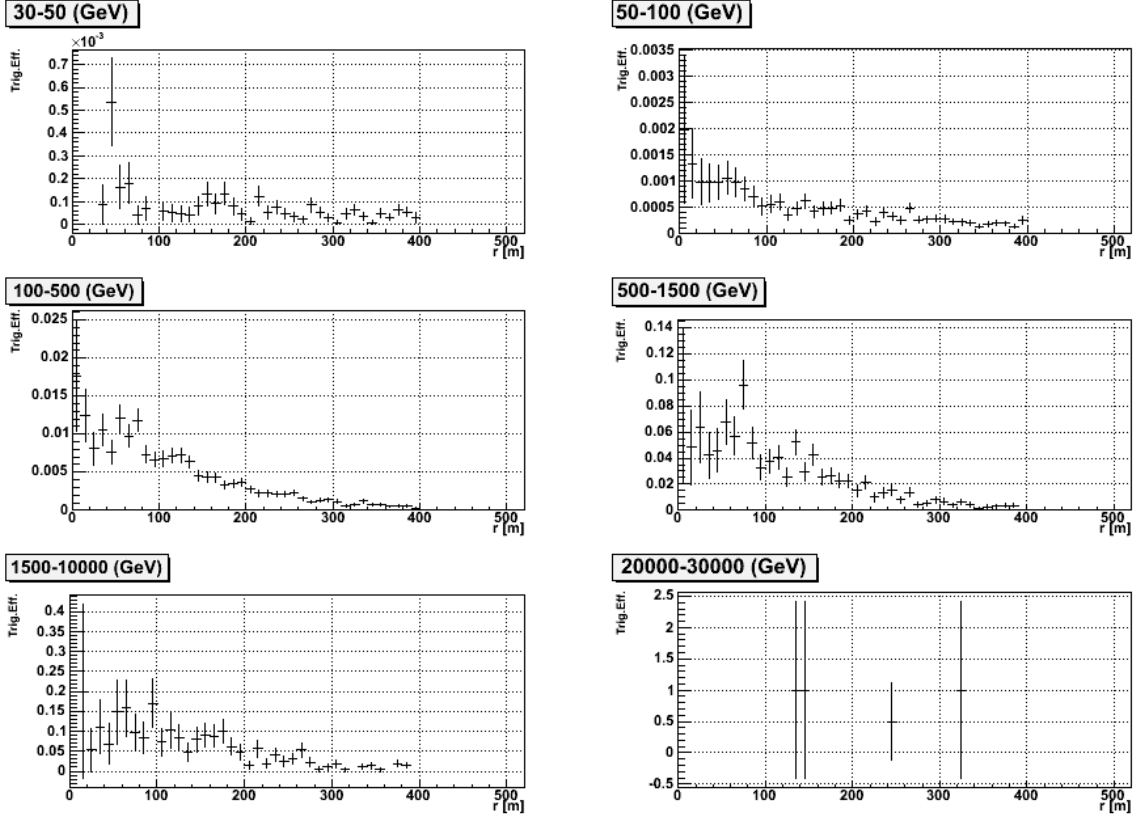 30-50 (GeV)
×10⁻³
Trig.Eff.
0.7
0.6
0.5
0.4
0.3
0.2
0.1
0
0 100 200 300 400 500
r [m]
50-100 (GeV)
Trig.Eff.
0.0035
0.003
0.0025
0.002
0.0015
0.001
0.0005
0
0 100 200 300 400 500
r [m]
100-500 (GeV)
Trig.Eff.
0.025
0.02
0.015
0.01
0.005
0
0 100 200 300 400 500
r [m]
500-1500 (GeV)
Trig.Eff.
0.14
0.12
0.1
0.08
0.06
0.04
0.02
0
0 100 200 300 400 500
r [m]
1500-10000 (GeV)
Trig.Eff.
0.4
0.35
0.3
0.25
0.2
0.15
0.1
0.05
0
0 100 200 300 400 500
r [m]
20000-30000 (GeV)
Trig.Eff.
2.5
2
1.5
1
0.5
0
-0.5
0 100 200 300 400 500
r [m]